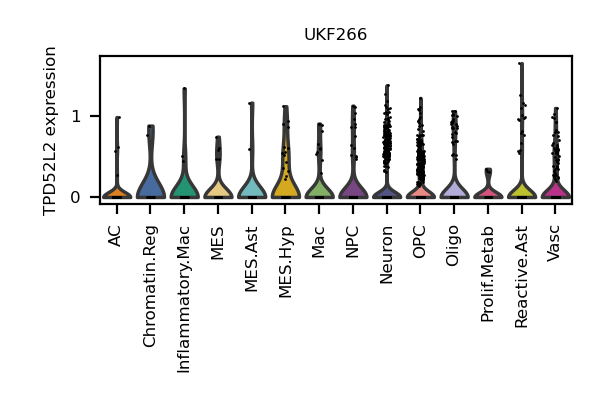 UKF266
TPD52L2 expression
1
0
AC
Chromatin.Reg
Inflammatory.Mac
MES
MES.Ast
MES.Hyp
Mac
NPC
Neuron
OPC
Oligo
Prolif.Metab
Reactive.Ast
Vasc